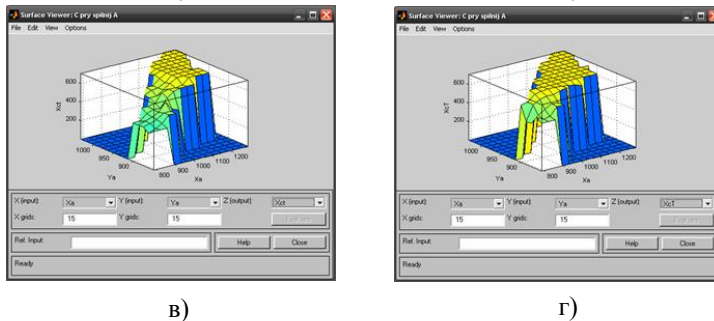 Surface Viewer: C pry spilnij A
File Edit View Options
Xct
600
400
200
1000
950
900
Ya
800
900
1000
1100
1200
Xa
X (input): Xa Y (input): Ya Z (output): Xct
X grids: 15 Y grids: 15
Ref. Input: Help Close
Ready
в)
Surface Viewer: C pry spilnij A
File Edit View Options
XcT
600
400
200
1000
950
900
Ya
800
900
1000
1100
1200
Xa
X (input): Xa Y (input): Ya Z (output): XcT
X grids: 15 Y grids: 15
Ref. Input: Help Close
Ready
г)